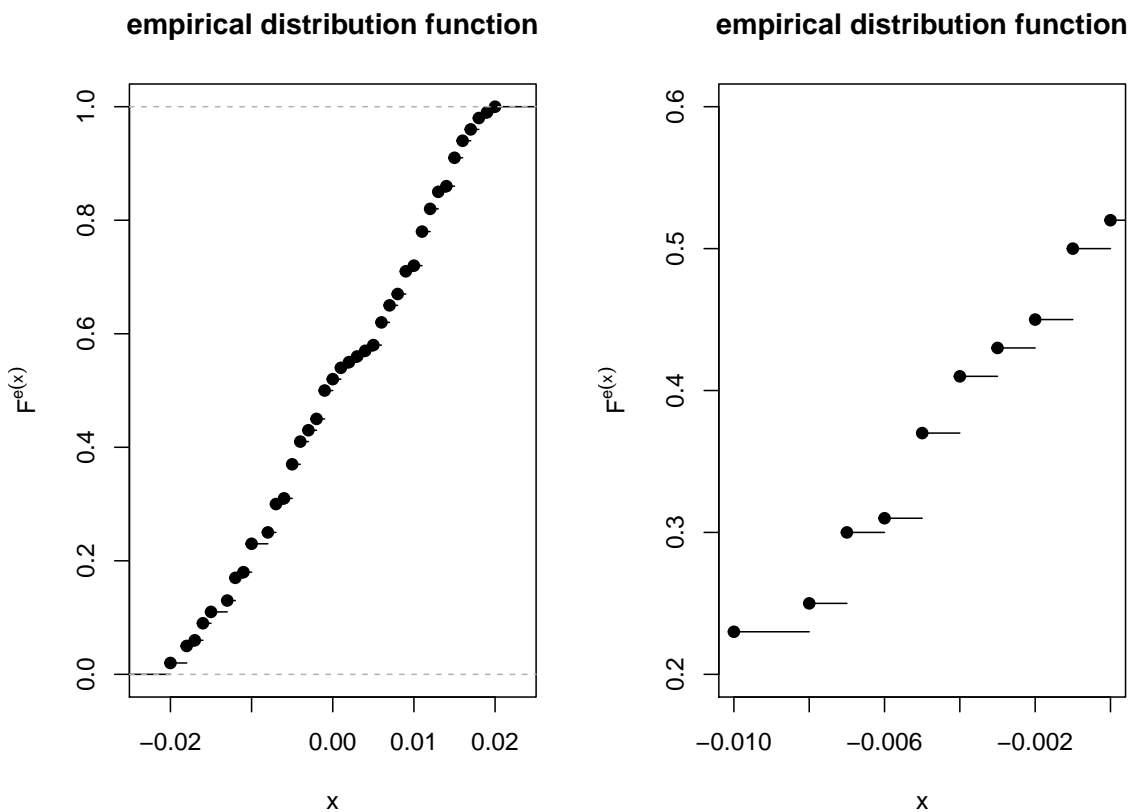 empirical distribution function
F^e(x)
0.0 0.2 0.4 0.6 0.8 1.0
−0.02 0.00 0.01 0.02
x
empirical distribution function
F^e(x)
0.2 0.3 0.4 0.5 0.6
−0.010 −0.006 −0.002
x